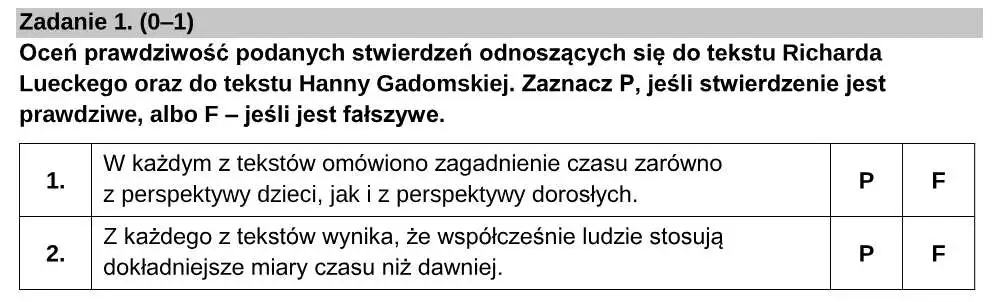 Zadanie 1. (0–1)
Oceń prawdziwość podanych stwierdzeń odnoszących się do tekstu Richarda
Lueckego oraz do tekstu Hanny Gadomskiej. Zaznacz P, jeśli stwierdzenie jest
prawdziwe, albo F – jeśli jest fałszywe.
1. W każdym z tekstów omówiono zagadnienie czasu zarówno P F
z perspektywy dzieci, jak i z perspektywy dorosłych.
2. Z każdego z tekstów wynika, że współcześnie ludzie stosują P F
dokładniejsze miary czasu niż dawniej.